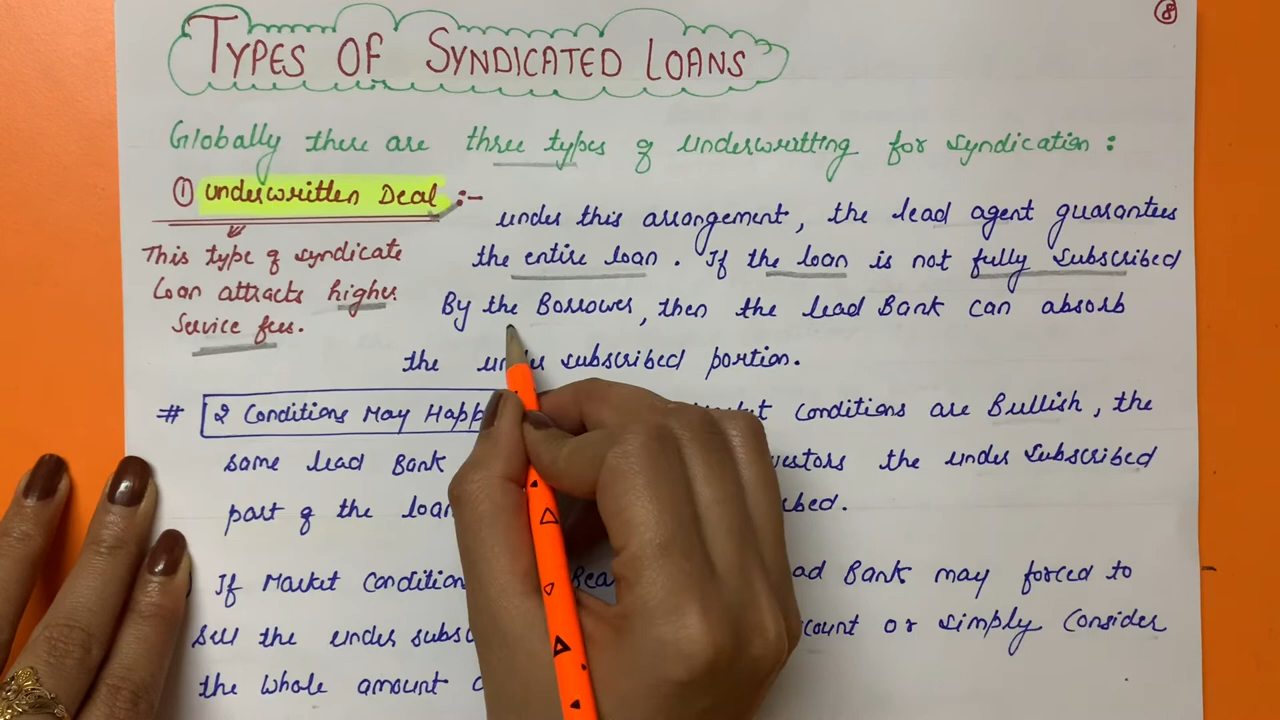 ⑧
TYPES OF SYNDICATED LOANS
Globally there are three types of underwritting for syndication :
① underwritten Deal :-
This type of syndicate
Loan attracts higher
Service fees.
under this arrangement, the lead agent guarantees
the entire loan. If the loan is not fully subscribed
By the Borrower, then the lead Bank can absorb
the under subscribed portion.
# 2 Conditions May Happ Conditions are Bullish, the
same lead Bank the under subscribed
part of the loan
If Market Condition ad Bank may forced to
sell the under or simply Consider
the whole amount